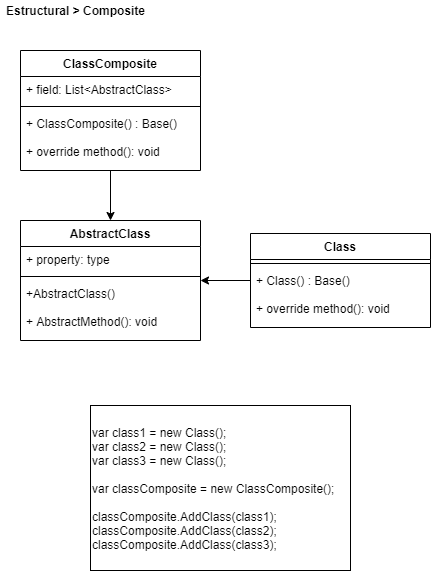 Estructural > Composite
ClassComposite
+ field: List<AbstractClass>
+ ClassComposite() : Base()
+ override method(): void
AbstractClass
+ property: type
+AbstractClass()
+ AbstractMethod(): void
Class
+ Class() : Base()
+ override method(): void
var class1 = new Class();
var class2 = new Class();
var class3 = new Class();
var classComposite = new ClassComposite();
classComposite.AddClass(class1);
classComposite.AddClass(class2);
classComposite.AddClass(class3);